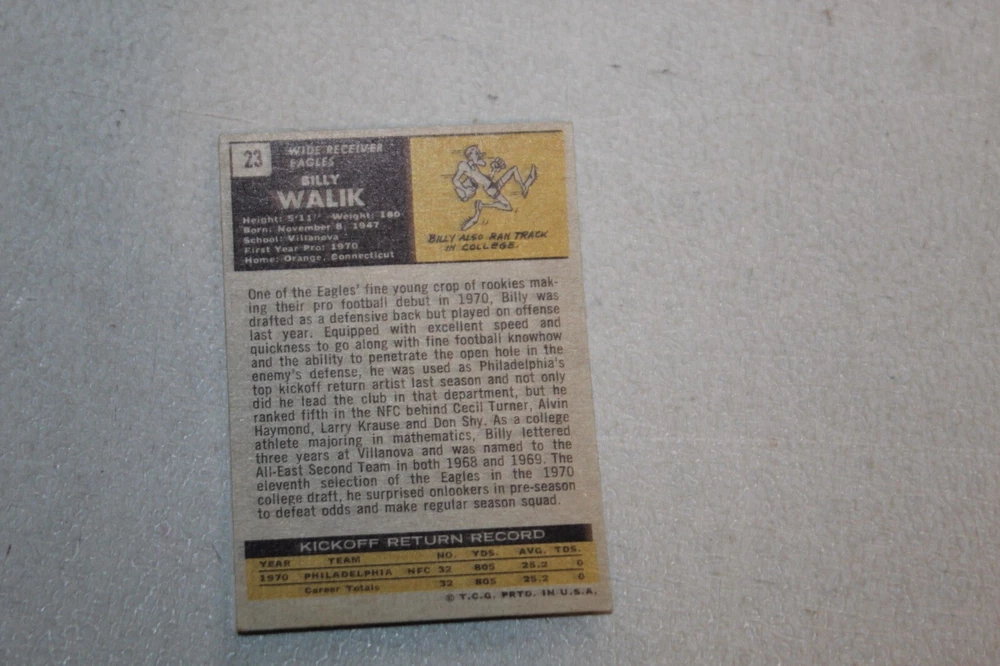 23
WIDE RECEIVER
EAGLES
BILLY
WALIK
Height: 5'11" Weight: 180
Born: November 8, 1947
School: Villanova
First Year Pro: 1970
Home: Orange, Connecticut
BILLY ALSO RAN TRACK
IN COLLEGE.
One of the Eagles' fine young crop of rookies mak-
ing their pro football debut in 1970, Billy was
drafted as a defensive back but played on offense
last year. Equipped with excellent speed and
quickness to go along with fine football knowhow
and the ability to penetrate the open hole in the
enemy's defense, he was used as Philadelphia's
top kickoff return artist last season and not only
did he lead the club in that department, but he
ranked fifth in the NFC behind Cecil Turner, Alvin
Haymond, Larry Krause and Don Shy. As a college
athlete majoring in mathematics, Billy lettered
three years at Villanova and was named to the
All-East Second Team in both 1968 and 1969. The
eleventh selection of the Eagles in the 1970
college draft, he surprised onlookers in pre-season
to defeat odds and make regular season squad.
KICKOFF RETURN RECORD
YEAR TEAM NO. YDS. AVG. TDS.
1970 PHILADELPHIA NFC 32 805 25.2 0
Career Totals 32 805 25.2 0
© T.C.G. PRTD. IN U.S.A.